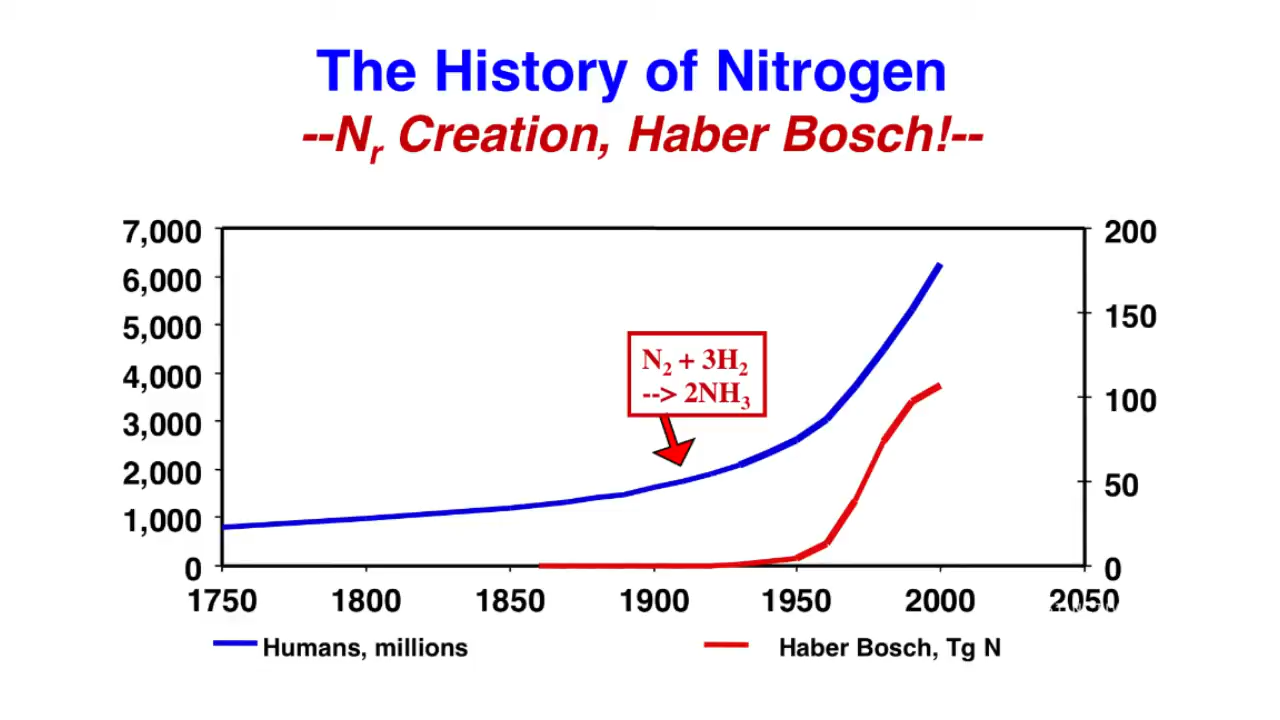 The History of Nitrogen
--Nr Creation, Haber Bosch!--
7,000
6,000
5,000
4,000
3,000
2,000
1,000
0
200
150
100
50
0
N2 + 3H2
--> 2NH3
1750 1800 1850 1900 1950 2000 2050
Humans, millions
Haber Bosch, Tg N